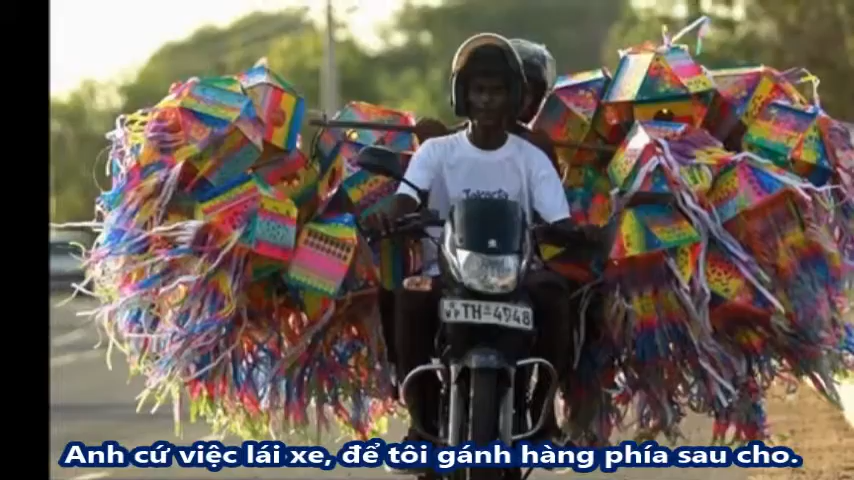 TH 4948
Anh cứ việc lái xe, để tôi gánh hàng phía sau cho.